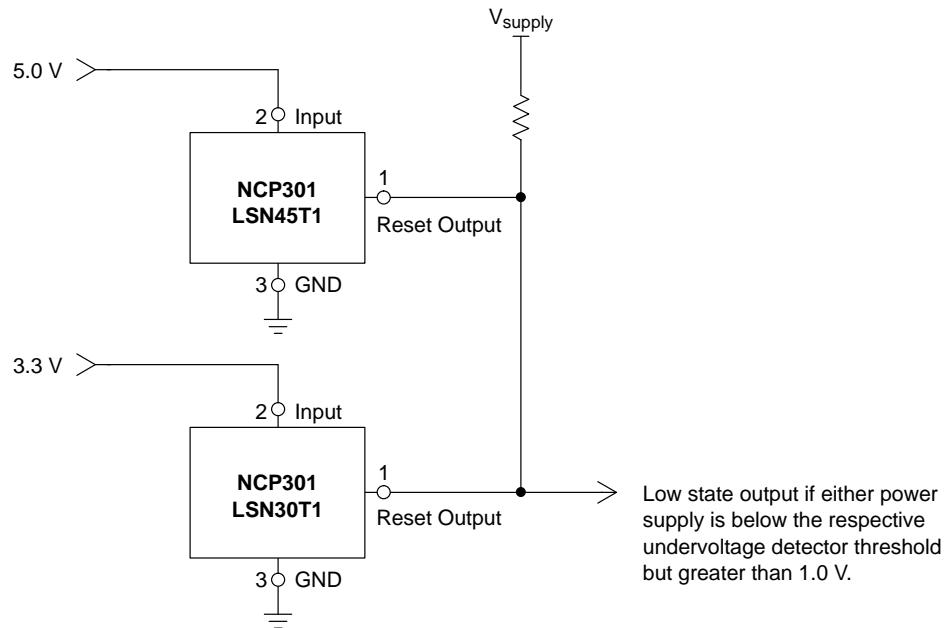 Vsupply
5.0 V
2 Input
NCP301
LSN45T1
1
Reset Output
3 GND
3.3 V
2 Input
NCP301
LSN30T1
1
Reset Output
3 GND
Low state output if either power
supply is below the respective
undervoltage detector threshold
but greater than 1.0 V.